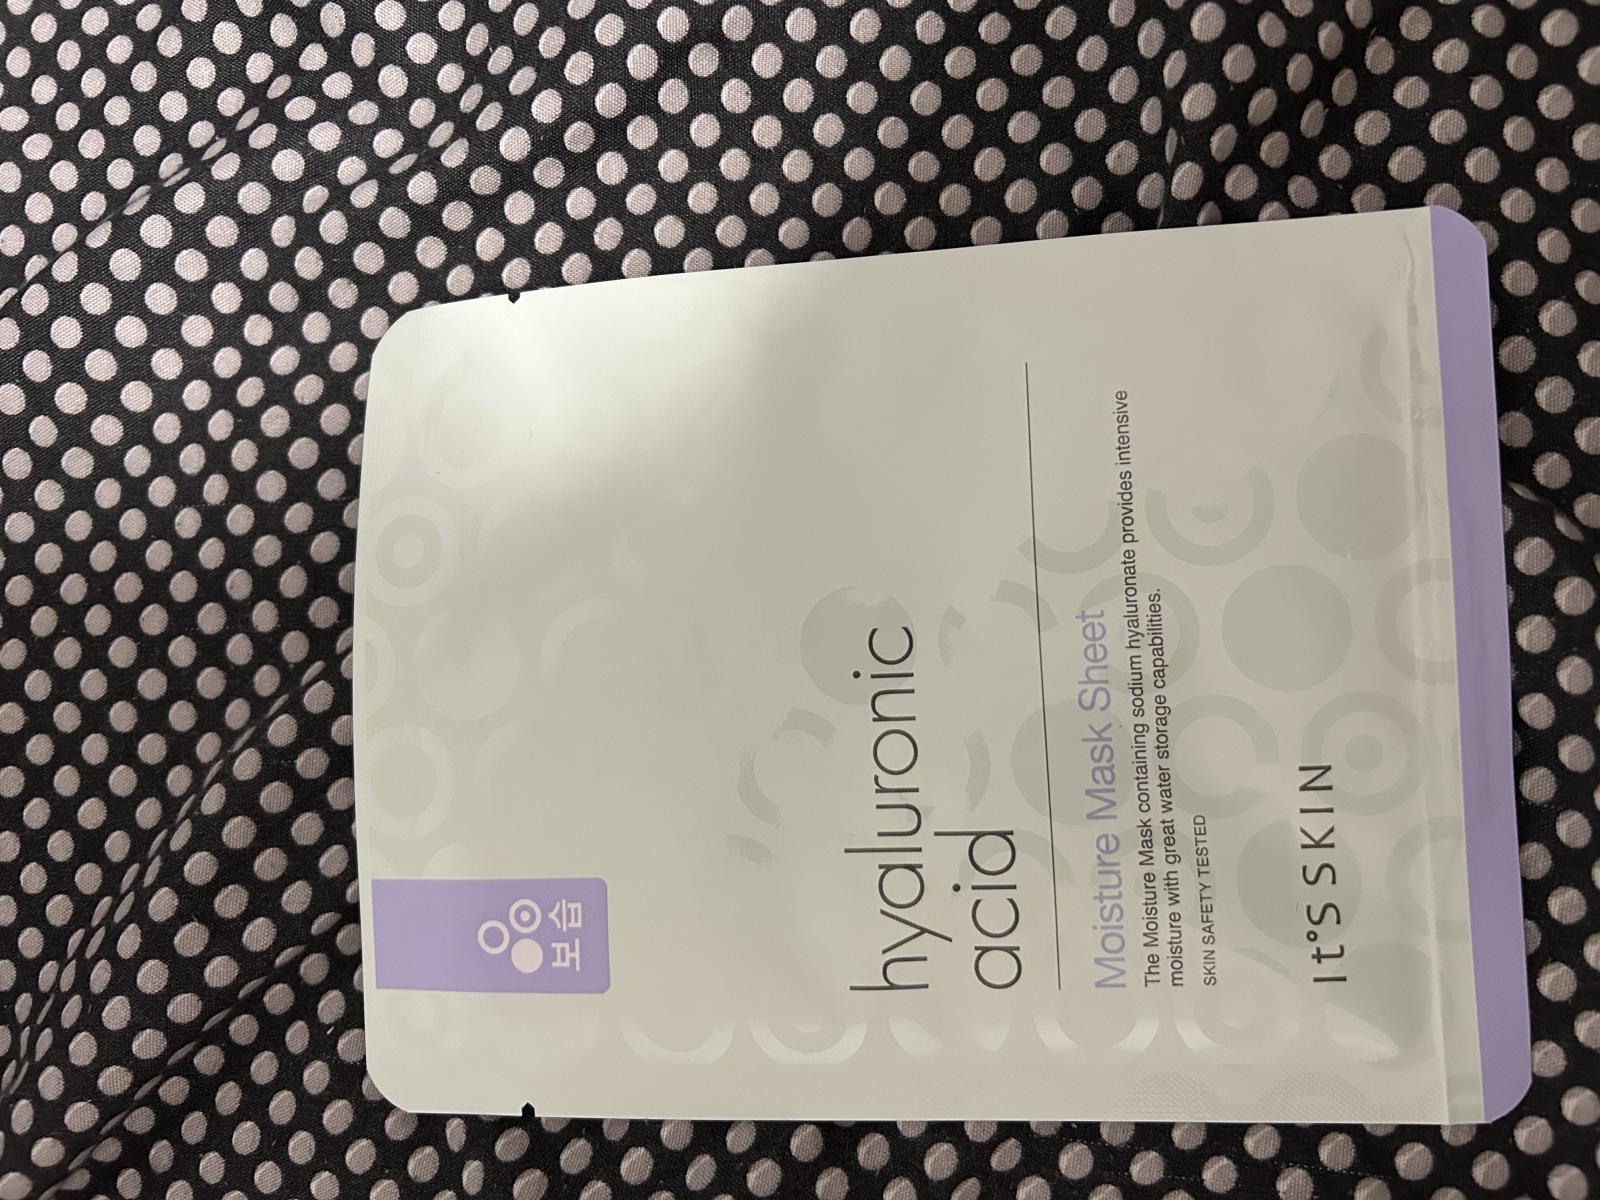 보습
hyaluronic
acid
Moisture Mask Sheet
The Moisture Mask containing sodium hyaluronate provides intensive
moisture with great water storage capabilities.
SKIN SAFETY TESTED
It°S SKIN